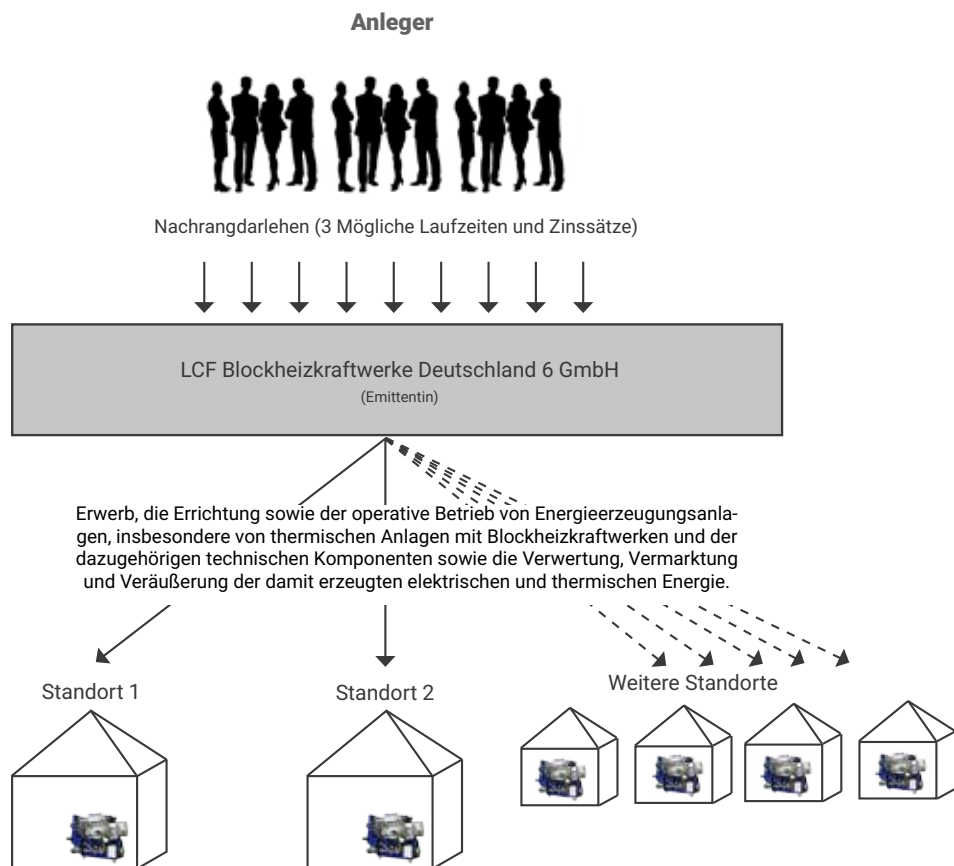 Anleger
Nachrangdarlehen (3 Mögliche Laufzeiten und Zinssätze)
LCF Blockheizkraftwerke Deutschland 6 GmbH
(Emittentin)
Erwerb, die Errichtung sowie der operative Betrieb von Energieerzeugungsanla-
gen, insbesondere von thermischen Anlagen mit Blockheizkraftwerken und der
dazugehörigen technischen Komponenten sowie die Verwertung, Vermarktung
und Veräußerung der damit erzeugten elektrischen und thermischen Energie.
Standort 1
Standort 2
Weitere Standorte